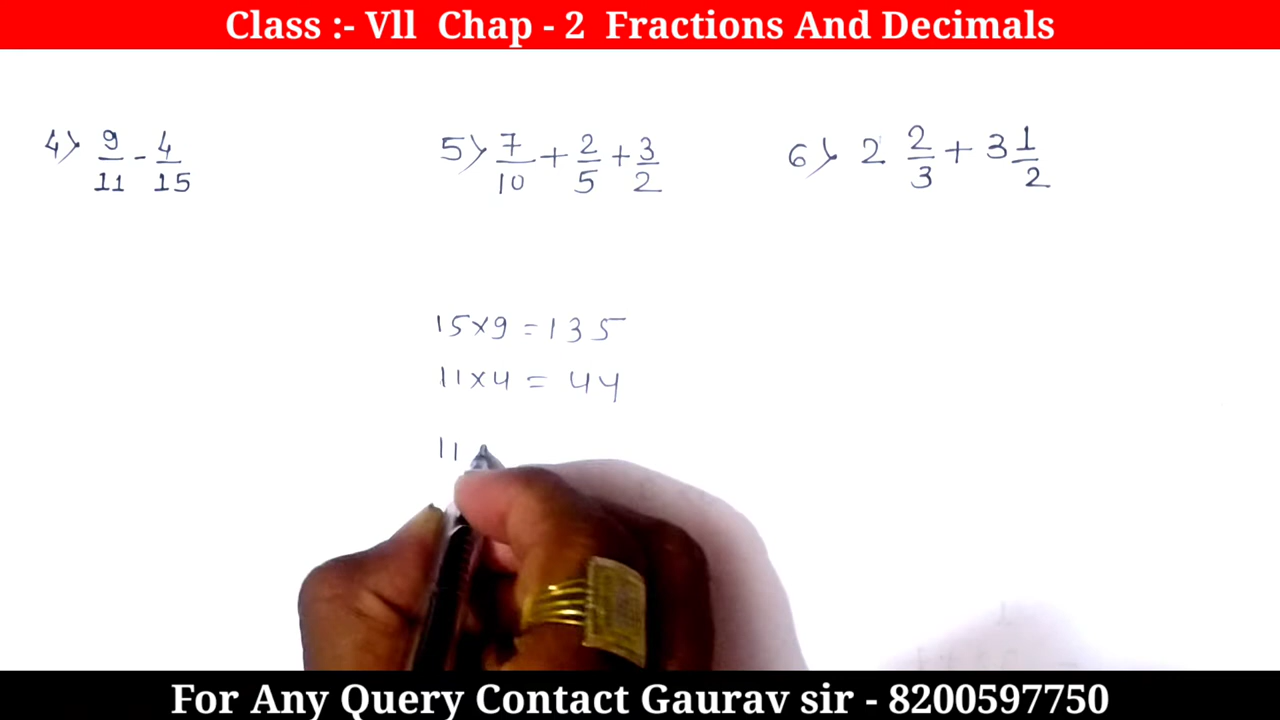 Class :- Vll Chap - 2 Fractions And Decimals
4) 9/11 - 4/15
5) 7/10 + 2/5 + 3/2
6) 2 2/3 + 3 1/2
15×9 = 135
11×4 = 44
11
For Any Query Contact Gaurav sir - 8200597750